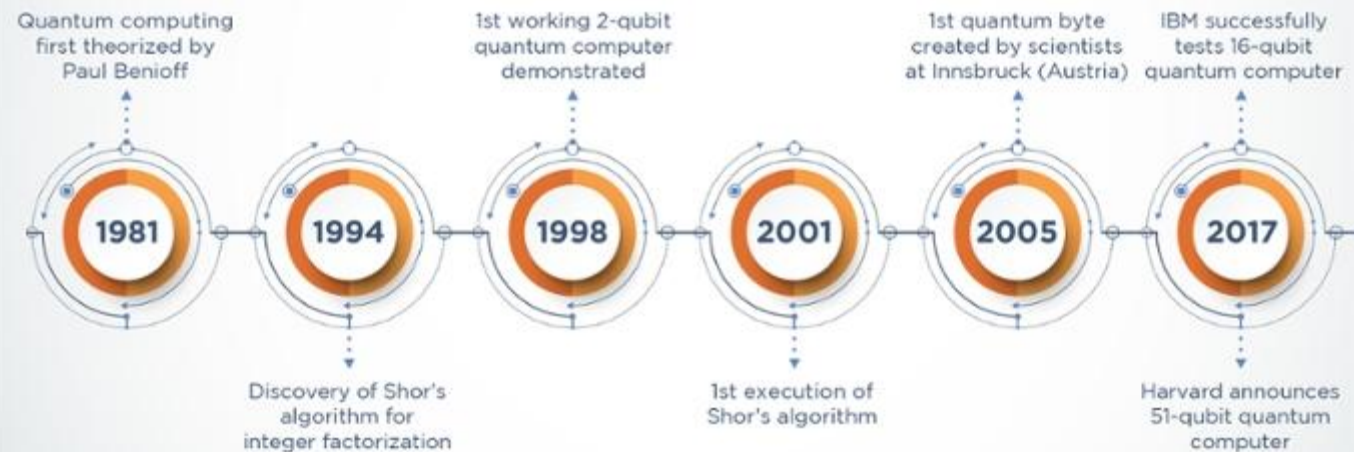 Quantum computing
first theorized by
Paul Benioff
1981
1994
Discovery of Shor's
algorithm for
integer factorization
1st working 2-qubit
quantum computer
demonstrated
1998
2001
1st execution of
Shor's algorithm
1st quantum byte
created by scientists
at Innsbruck (Austria)
2005
IBM successfully
tests 16-qubit
quantum computer
2017
Harvard announces
51-qubit quantum
computer